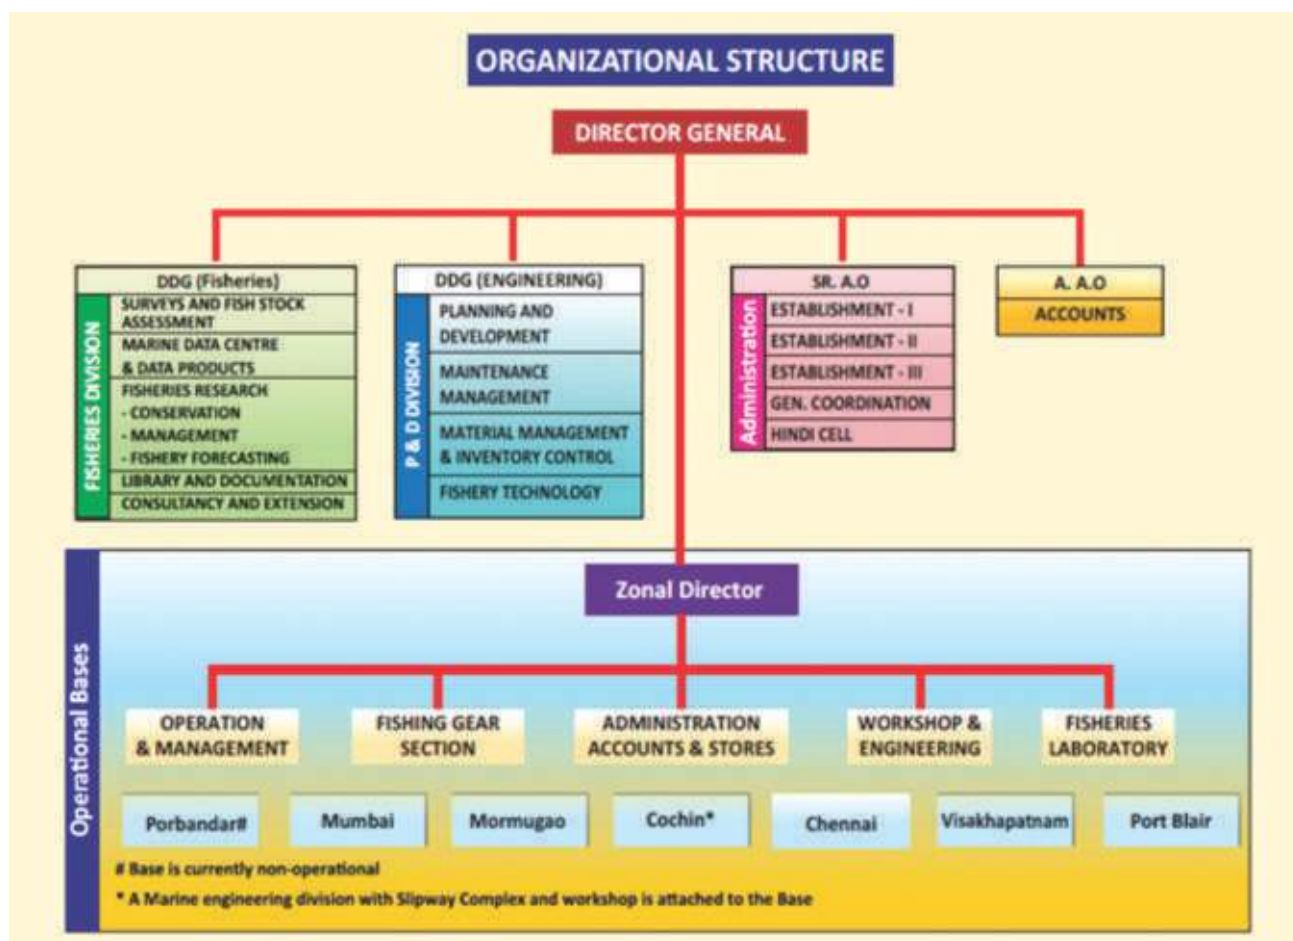 ORGANIZATIONAL STRUCTURE
DIRECTOR GENERAL
DDG (Fisheries)
FISHERIES DIVISION
SURVEYS AND FISH STOCK
ASSESSMENT
MARINE DATA CENTRE
& DATA PRODUCTS
FISHERIES RESEARCH
- CONSERVATION
- MANAGEMENT
- FISHERY FORECASTING
LIBRARY AND DOCUMENTATION
CONSULTANCY AND EXTENSION
DDG (ENGINEERING)
P & D DIVISION
PLANNING AND
DEVELOPMENT
MAINTENANCE
MANAGEMENT
MATERIAL MANAGEMENT
& INVENTORY CONTROL
FISHERY TECHNOLOGY
SR. A.O
Administration
ESTABLISHMENT - I
ESTABLISHMENT - II
ESTABLISHMENT - III
GEN. COORDINATION
HINDI CELL
A. A.O
ACCOUNTS
Operational Bases
Zonal Director
OPERATION
& MANAGEMENT
FISHING GEAR
SECTION
ADMINISTRATION
ACCOUNTS & STORES
WORKSHOP &
ENGINEERING
FISHERIES
LABORATORY
Porbandar#
Mumbai
Mormugao
Cochin*
Chennai
Visakhapatnam
Port Blair
# Base is currently non-operational
* A Marine engineering division with Slipway Complex and workshop is attached to the Base